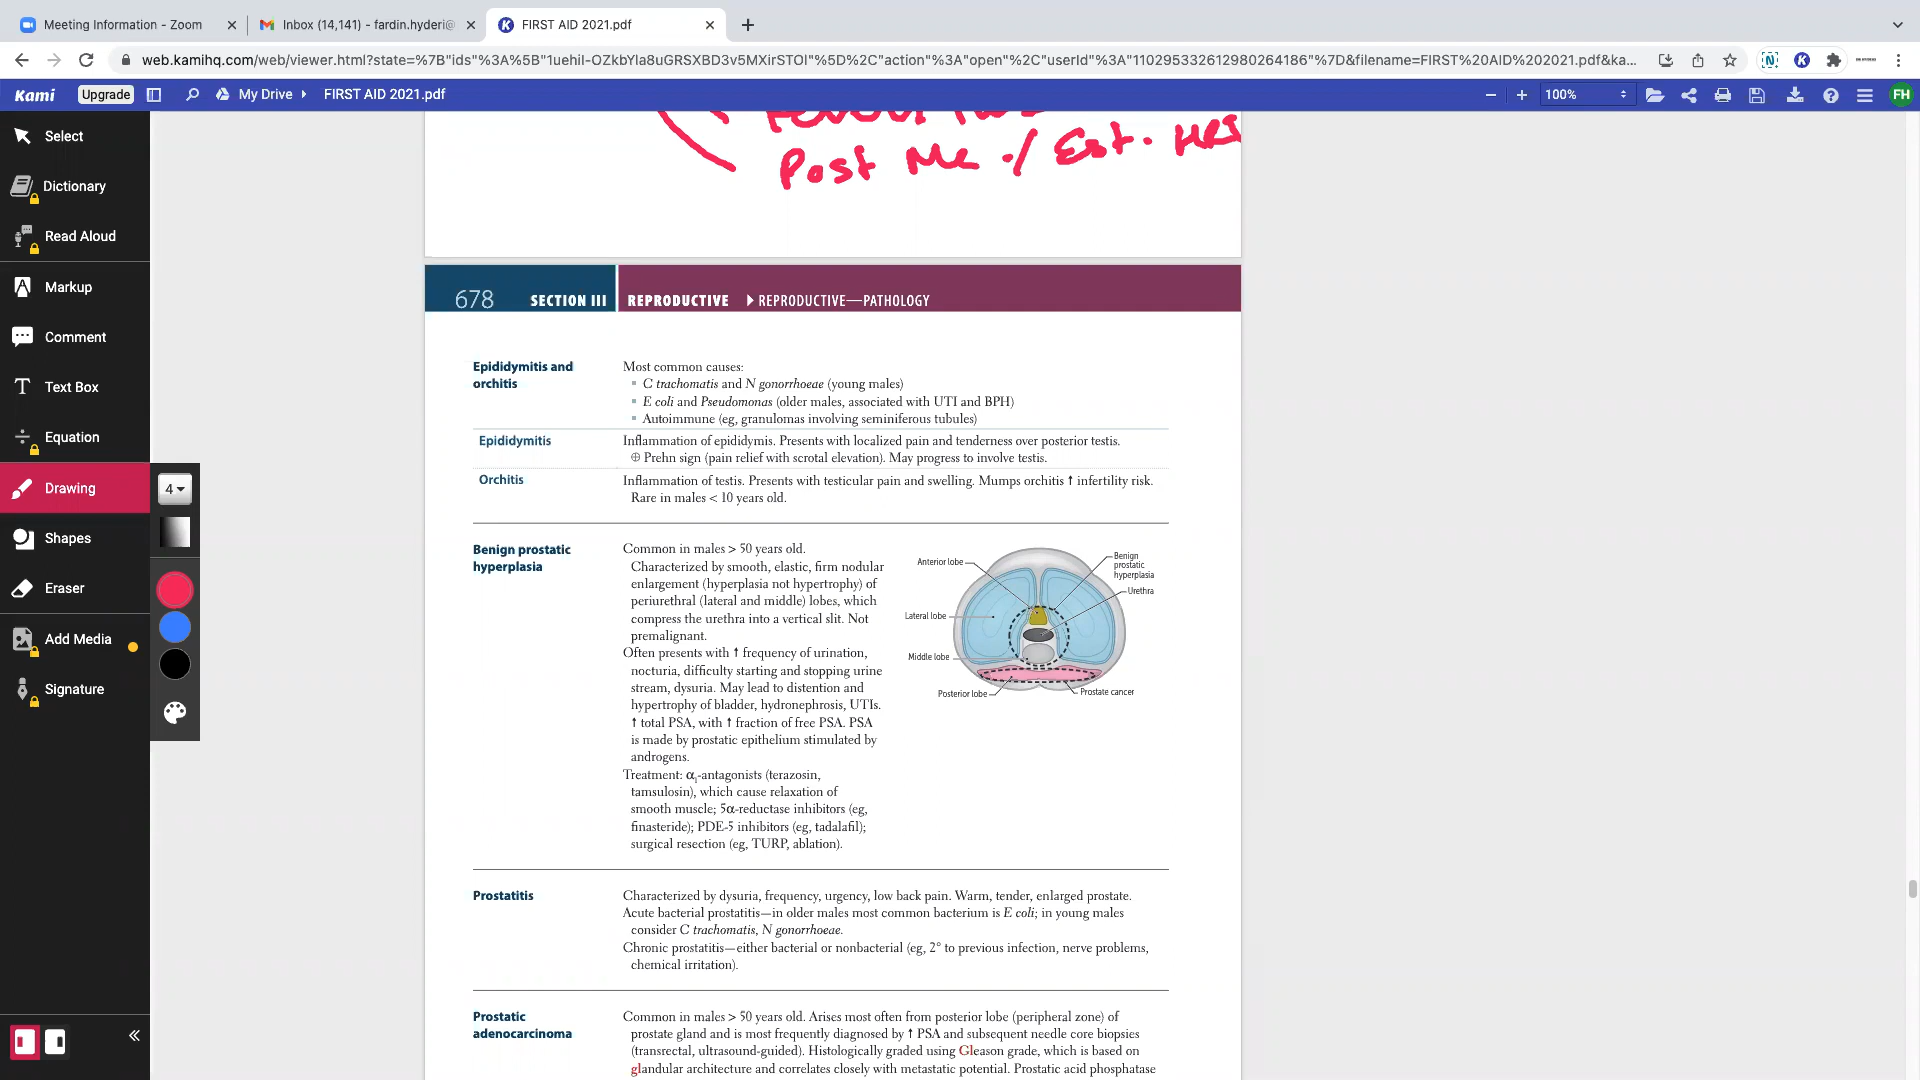 Meeting Information - Zoom
Inbox (14,141) - fardin.hyderi@
FIRST AID 2021.pdf
web.kamihq.com/web/viewer.html?state=%7B"ids"%3A%5B"1uehiI-OZkbYla8uGRSXBD3v5MXirSTOI"%5D%2C"action"%3A"open"%2C"userId"%3A"110295332612980264186"%7D&filename=FIRST%20AID%202021.pdf&ka...
Kami
Upgrade
My Drive
FIRST AID 2021.pdf
100%
FH
Select
Dictionary
Read Aloud
Markup
Comment
Text Box
Equation
Drawing
4
Shapes
Eraser
Add Media
Signature
Post Me ./ Est.
678 SECTION III REPRODUCTIVE ▶ REPRODUCTIVE—PATHOLOGY
Epididymitis and
orchitis
Most common causes:
▪ C trachomatis and N gonorrhoeae (young males)
▪ E coli and Pseudomonas (older males, associated with UTI and BPH)
▪ Autoimmune (eg, granulomas involving seminiferous tubules)
Epididymitis
Inflammation of epididymis. Presents with localized pain and tenderness over posterior testis.
⊕ Prehn sign (pain relief with scrotal elevation). May progress to involve testis.
Orchitis
Inflammation of testis. Presents with testicular pain and swelling. Mumps orchitis ↑ infertility risk.
Rare in males < 10 years old.
Benign prostatic
hyperplasia
Common in males > 50 years old.
Characterized by smooth, elastic, firm nodular
enlargement (hyperplasia not hypertrophy) of
periurethral (lateral and middle) lobes, which
compress the urethra into a vertical slit. Not
premalignant.
Often presents with ↑ frequency of urination,
nocturia, difficulty starting and stopping urine
stream, dysuria. May lead to distention and
hypertrophy of bladder, hydronephrosis, UTIs.
↑ total PSA, with ↑ fraction of free PSA. PSA
is made by prostatic epithelium stimulated by
androgens.
Treatment: α₁-antagonists (terazosin,
tamsulosin), which cause relaxation of
smooth muscle; 5α-reductase inhibitors (eg,
finasteride); PDE-5 inhibitors (eg, tadalafil);
surgical resection (eg, TURP, ablation).
Anterior lobe
Benign
prostatic
hyperplasia
Urethra
Lateral lobe
Middle lobe
Posterior lobe
Prostate cancer
Prostatitis
Characterized by dysuria, frequency, urgency, low back pain. Warm, tender, enlarged prostate.
Acute bacterial prostatitis—in older males most common bacterium is E coli; in young males
consider C trachomatis, N gonorrhoeae.
Chronic prostatitis—either bacterial or nonbacterial (eg, 2° to previous infection, nerve problems,
chemical irritation).
Prostatic
adenocarcinoma
Common in males > 50 years old. Arises most often from posterior lobe (peripheral zone) of
prostate gland and is most frequently diagnosed by ↑ PSA and subsequent needle core biopsies
(transrectal, ultrasound-guided). Histologically graded using Gleason grade, which is based on
glandular architecture and correlates closely with metastatic potential. Prostatic acid phosphatase